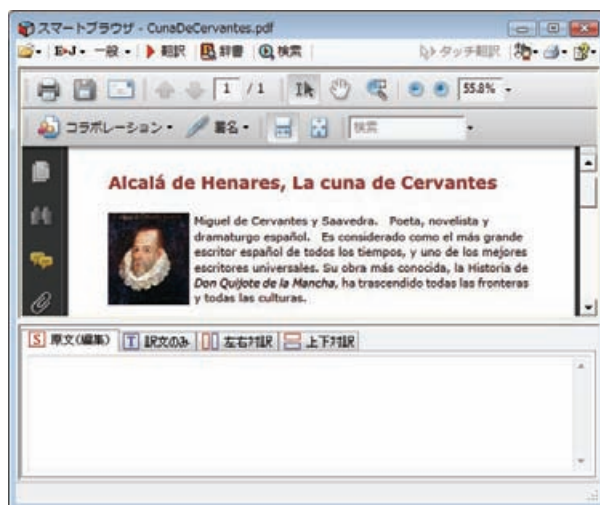 スマートブラウザ - CunaDeCervantes.pdf
E▸J 一般 翻訳 辞書 検索 タッチ翻訳
1 / 1 55.8%
コラボレーション 署名 検索
Alcalá de Henares, La cuna de Cervantes
Miguel de Cervantes y Saavedra. Poeta, novelista y
dramaturgo español. Es considerado como el más grande
escritor español de todos los tiempos, y uno de los mejores
escritores universales. Su obra más conocida, la Historia de
Don Quijote de la Mancha, ha trascendido todas las fronteras
y todas las culturas.
S 原文(編集) T 訳文のみ 左右対訳 上下対訳